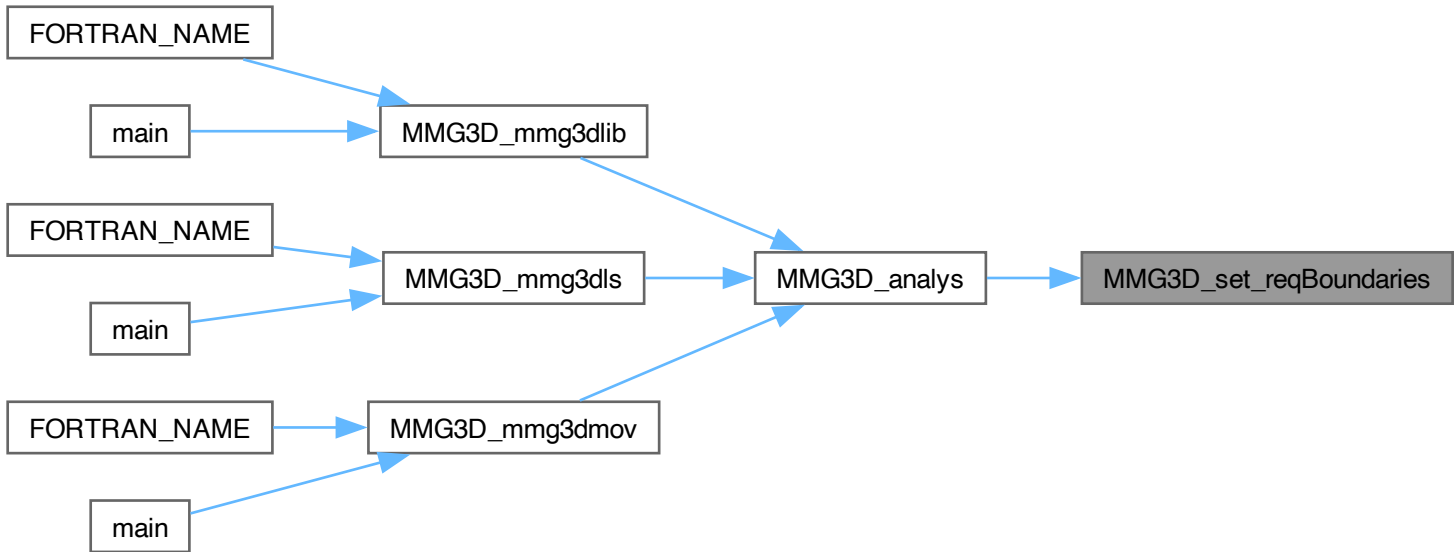 FORTRAN_NAME
main
MMG3D_mmg3dlib
FORTRAN_NAME
main
MMG3D_mmg3dls
MMG3D_analys
MMG3D_set_reqBoundaries
FORTRAN_NAME
main
MMG3D_mmg3dmov